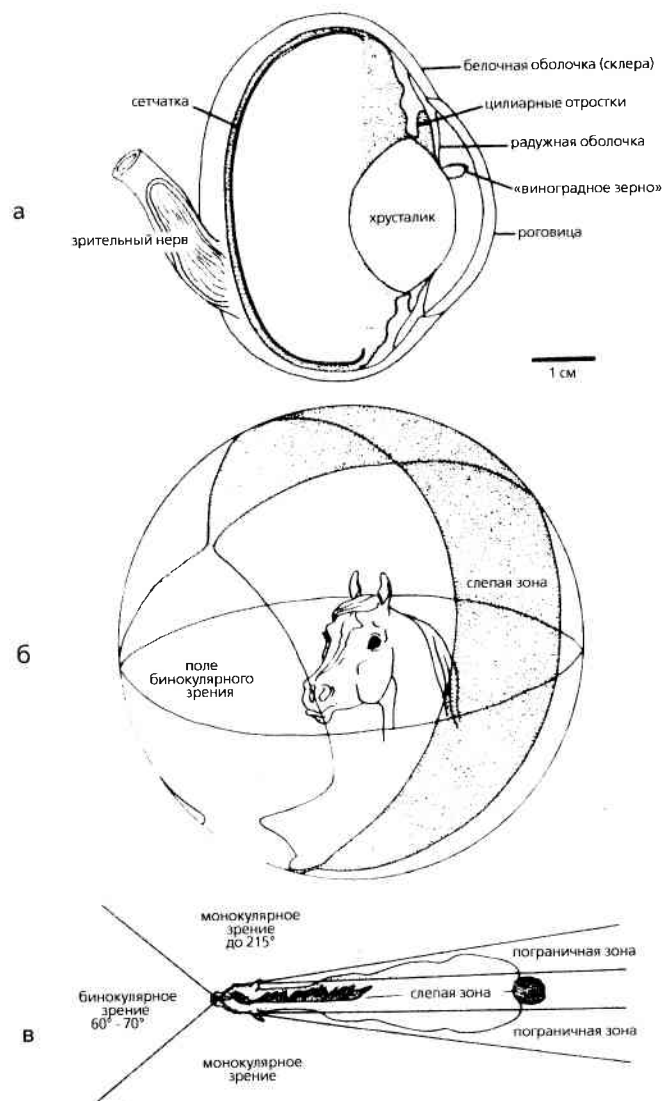 белочная оболочка (склера)
сетчатка
цилиарные отростки
радужная оболочка
«виноградное зерно»
а
хрусталик
зрительный нерв
роговица
1 см
слепая зона
б
поле
бинокулярного
зрения
монокулярное
зрение
до 215°
пограничная зона
бинокулярное
зрение
60° - 70°
слепая зона
в
пограничная зона
монокулярное
зрение